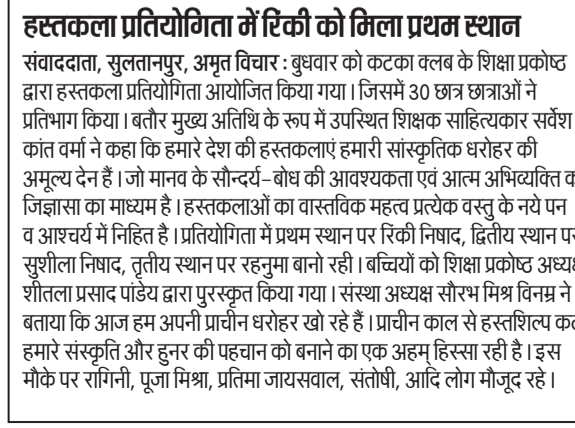 हस्तकला प्रतियोगिता में रिंकी को मिला प्रथम स्थान
संवाददाता, सुलतानपुर, अमृत विचार : बुधवार को कटका क्लब के शिक्षा प्रकोष्ठ
द्वारा हस्तकला प्रतियोगिता आयोजित किया गया। जिसमें 30 छात्र छात्राओं ने
प्रतिभाग किया। बतौर मुख्य अतिथि के रूप में उपस्थित शिक्षक साहित्यकार सर्वेश
कांत वर्मा ने कहा कि हमारे देश की हस्तकलाएं हमारी सांस्कृतिक धरोहर की
अमूल्य देन हैं। जो मानव के सौन्दर्य-बोध की आवश्यकता एवं आत्म अभिव्यक्ति
जिज्ञासा का माध्यम है। हस्तकलाओं का वास्तविक महत्व प्रत्येक वस्तु के नये पन
व आश्चर्य में निहित है। प्रतियोगिता में प्रथम स्थान पर रिंकी निषाद, द्वितीय स्थान पर
सुशीला निषाद, तृतीय स्थान पर रहनुमा बानो रही। बच्चियों को शिक्षा प्रकोष्ठ
शीतला प्रसाद पांडेय द्वारा पुरस्कृत किया गया। संस्था अध्यक्ष सौरभ मिश्र विनम्र ने
बताया कि आज हम अपनी प्राचीन धरोहर खो रहे हैं। प्राचीन काल से हस्तशिल्प
हमारे संस्कृति और हुनर की पहचान को बनाने का एक अहम् हिस्सा रही है। इस
मौके पर रागिनी, पूजा मिश्रा, प्रतिमा जायसवाल, संतोषी, आदि लोग मौजूद रहे।